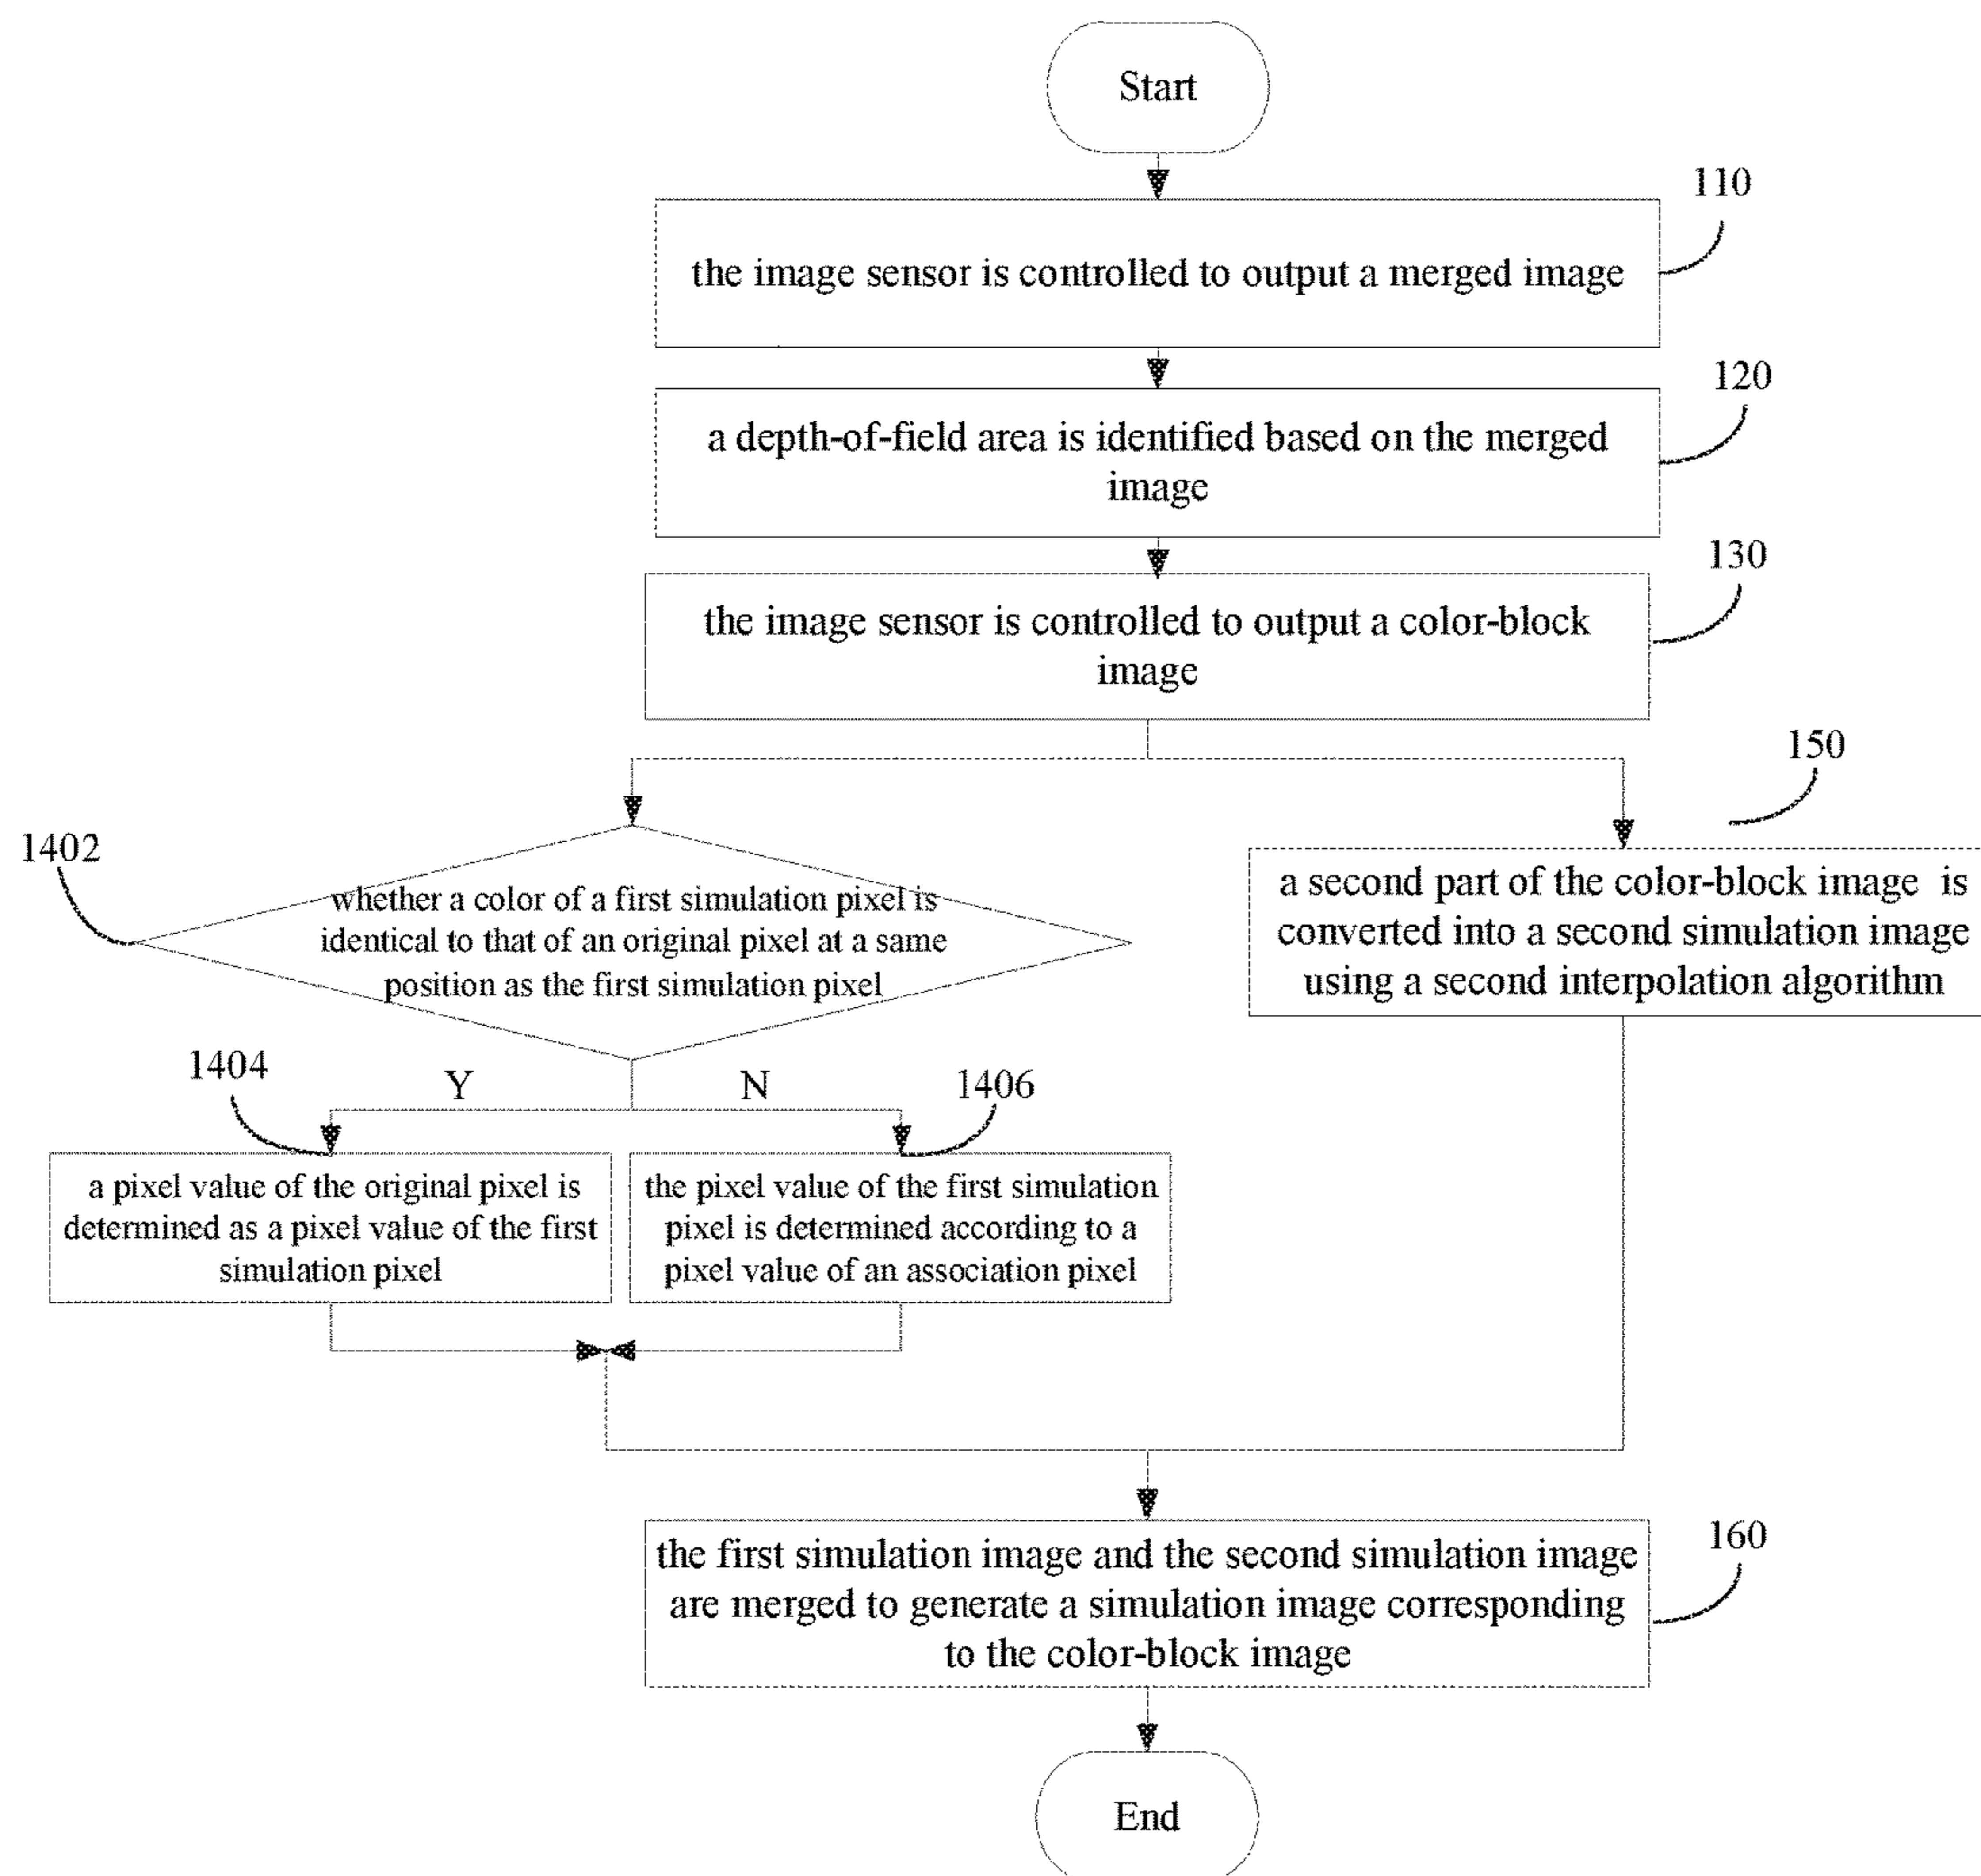 Start
110
the image sensor is controlled to output a merged image
120
a depth-of-field area is identified based on the merged
image
130
the image sensor is controlled to output a color-block
image
150
1402
whether a color of a first simulation pixel is
identical to that of an original pixel at a same
position as the first simulation pixel
a second part of the color-block image is
converted into a second simulation image
using a second interpolation algorithm
1404
Y
N
1406
a pixel value of the original pixel is
determined as a pixel value of the first
simulation pixel
the pixel value of the first simulation
pixel is determined according to a
pixel value of an association pixel
160
the first simulation image and the second simulation image
are merged to generate a simulation image corresponding
to the color-block image
End